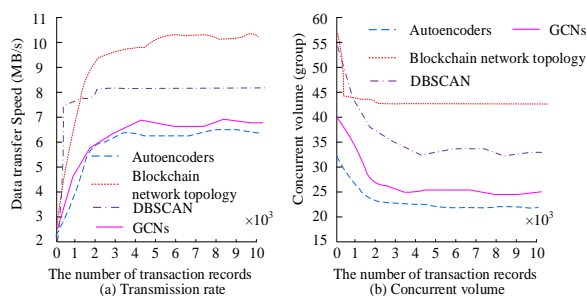 Data transfer Speed (MB/s)
11
10
9
8
7
6
5
4
3
2
Autoencoders
Blockchain
network topology
DBSCAN
GCNs
×10³
0 1 2 3 4 5 6 7 8 9 10
The number of transaction records
(a) Transmission rate
Concurrent volume (group)
60
55
50
45
40
35
30
25
20
15
Autoencoders
GCNs
Blockchain network topology
DBSCAN
×10³
0 1 2 3 4 5 6 7 8 9 10
The number of transaction records
(b) Concurrent volume